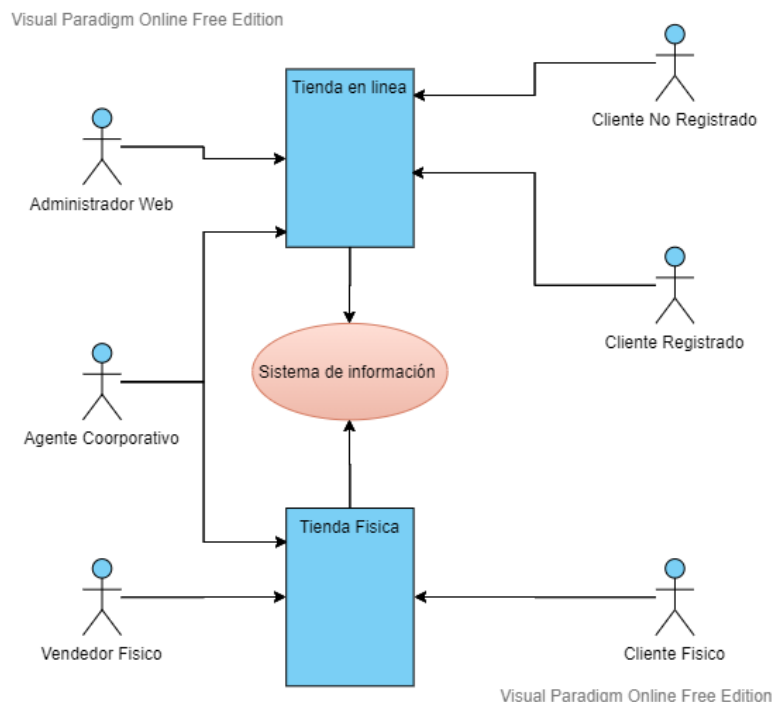 Visual Paradigm Online Free Edition
Tienda en linea
Cliente No Registrado
Administrador Web
Cliente Registrado
Sistema de información
Agente Coorporativo
Tienda Fisica
Vendedor Fisico
Cliente Fisico
Visual Paradigm Online Free Edition